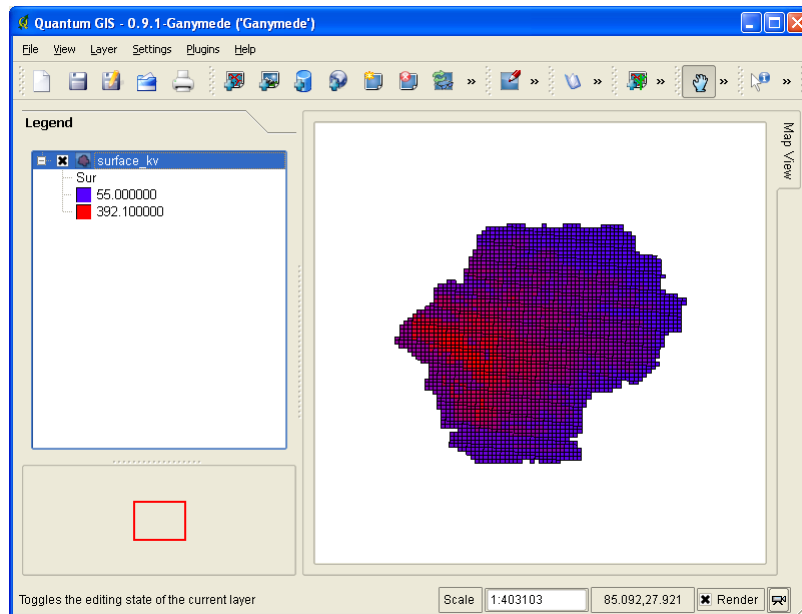 Quantum GIS - 0.9.1-Ganymede ('Ganymede')
File View Layer Settings Plugins Help
Legend
surface_kv
Sur
55.000000
392.100000
Map View
Toggles the editing state of the current layer
Scale 1:403103 85.092,27.921 Render